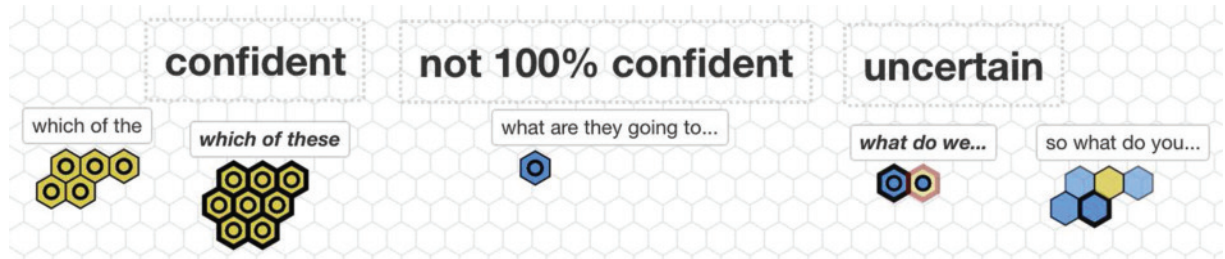 confident
not 100% confident
uncertain
which of the
which of these
what are they going to...
what do we...
so what do you...